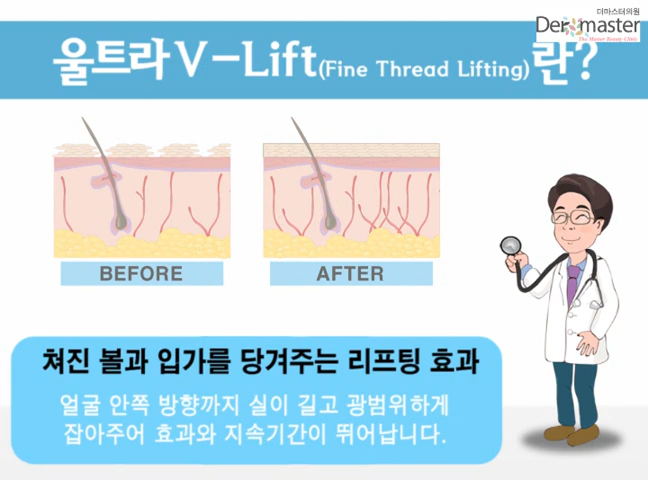 더마스터의원
Dermaster
The Master Beauty Clinic
울트라 V-Lift(Fine Thread Lifting)란?
BEFORE
AFTER
쳐진 볼과 입가를 당겨주는 리프팅 효과
얼굴 안쪽 방향까지 실이 길고 광범위하게
잡아주어 효과와 지속기간이 뛰어납니다.